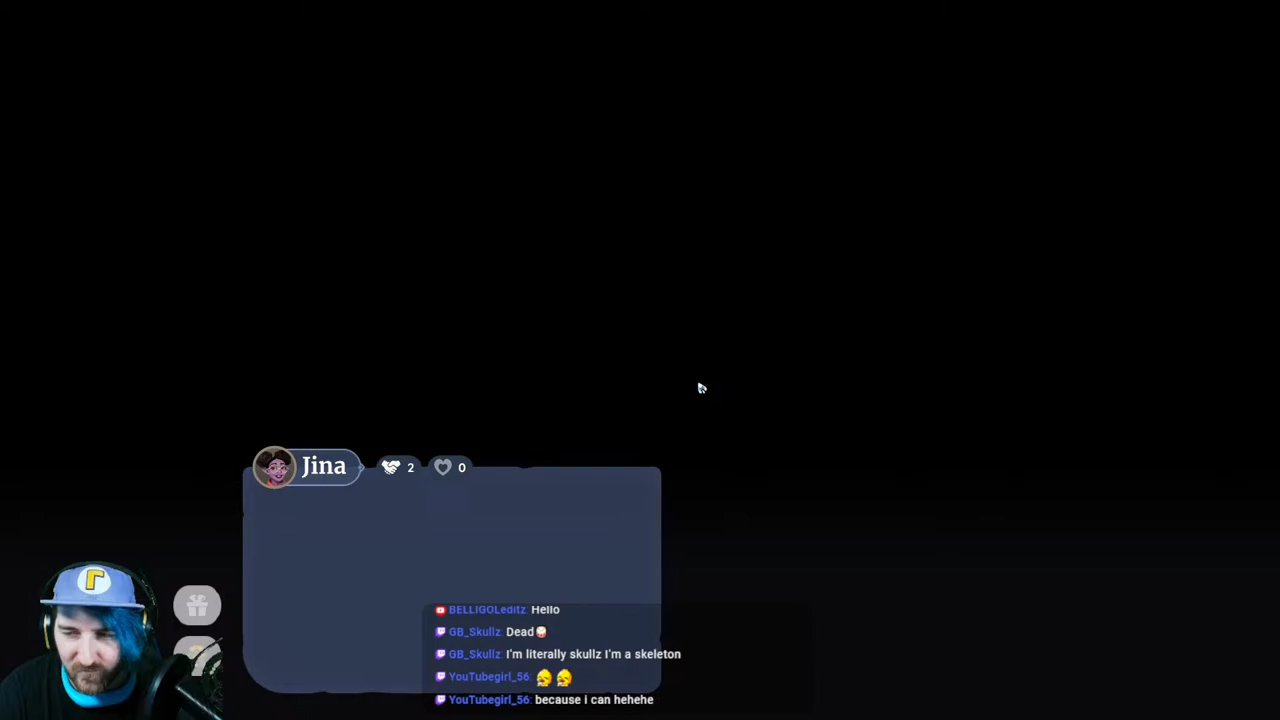 Jina
2
0
BELLIGOLeditz: Hello
GB_Skullz: Dead
GB_Skullz: I'm literally skullz I'm a skeleton
YouTubegirl_56:
YouTubegirl_56: because i can hehehe